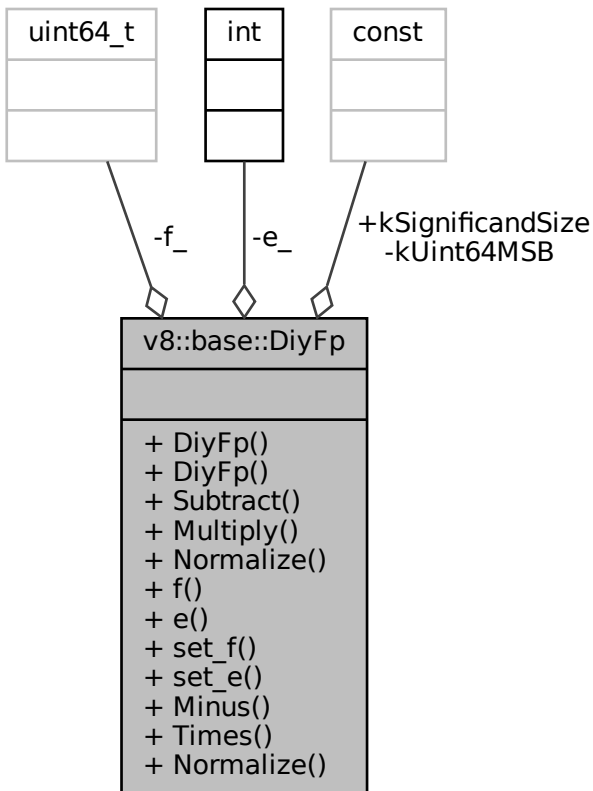 uint64_t
int
const
-f_
-e_
+kSignificandSize
-kUint64MSB
v8::base::DiyFp
+ DiyFp()
+ DiyFp()
+ Subtract()
+ Multiply()
+ Normalize()
+ f()
+ e()
+ set_f()
+ set_e()
+ Minus()
+ Times()
+ Normalize()